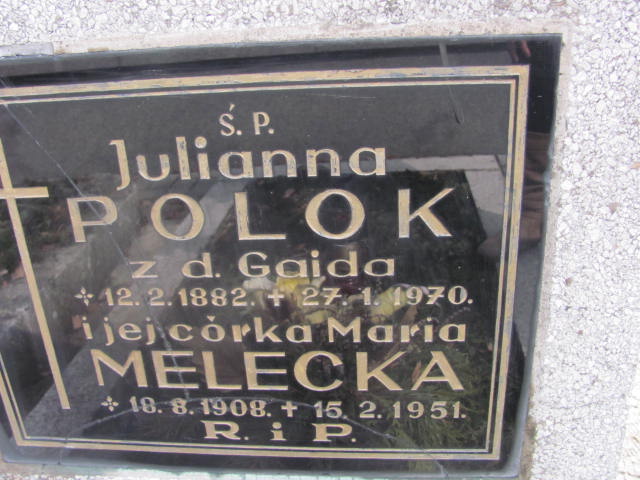 Ś. P.
Julianna
POLOK
z d. Gaida
* 12. 2. 1882. + 27. 1. 1970.
i jej córka Maria
MELECKA
* 18. 8. 1908. + 15. 2. 1951.
R. i P.